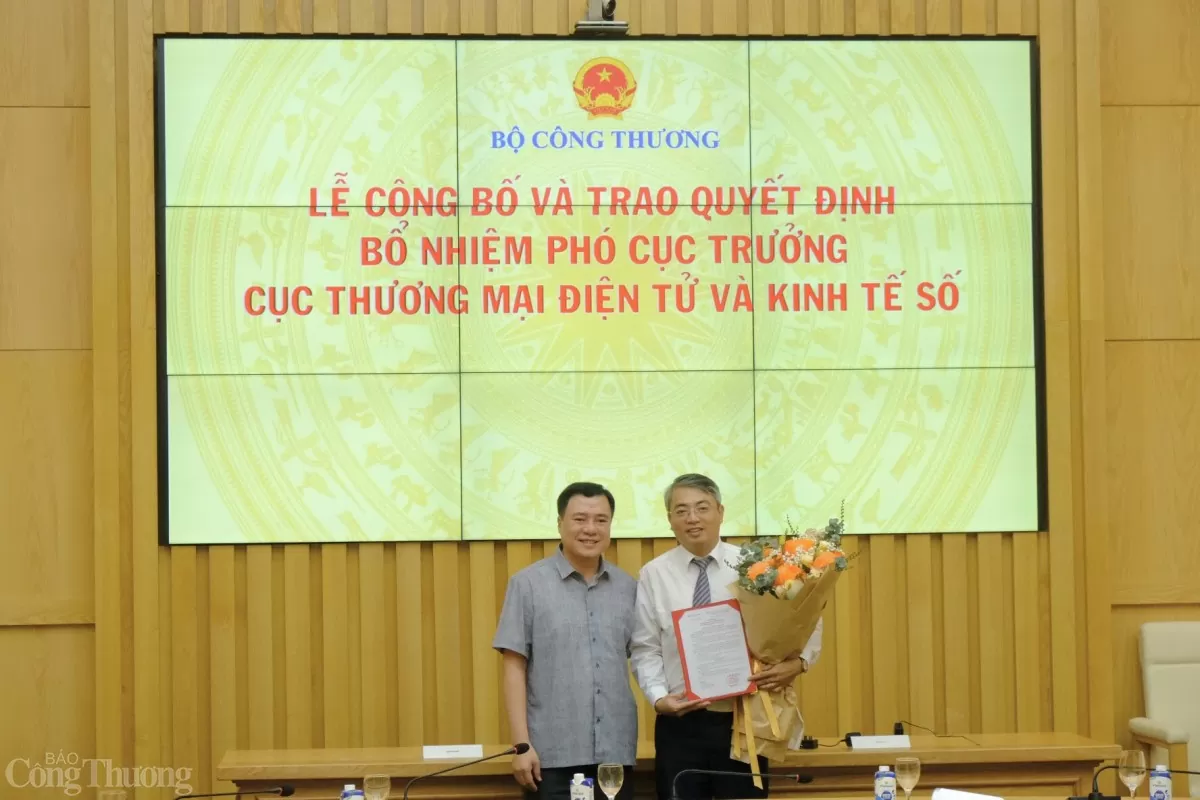 BỘ CÔNG THƯƠNG
LỄ CÔNG BỐ VÀ TRAO QUYẾT ĐỊNH
BỔ NHIỆM PHÓ CỤC TRƯỞNG
CỤC THƯƠNG MẠI ĐIỆN TỬ VÀ KINH TẾ SỐ
BÁO
Công Thương